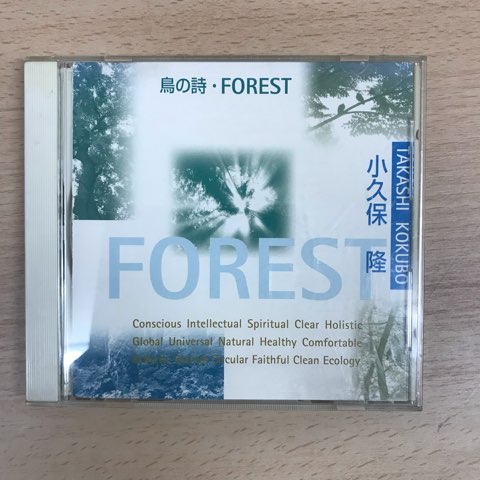 鳥の詩・FOREST
TAKASHI KOKUBO
小久保 隆
FOREST
Conscious Intellectual Spiritual Clear Holistic
Global Universal Natural Healthy Comfortable
Circular Faithful Clean Ecology